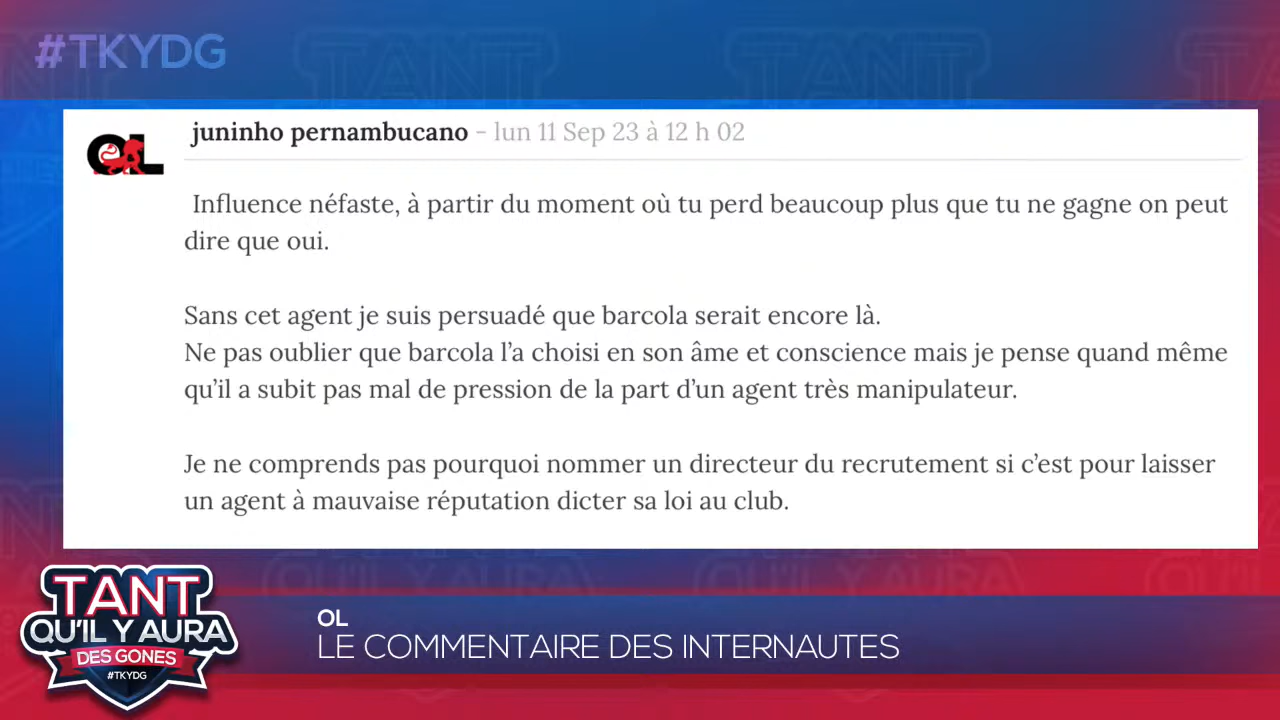 #TKYDG
OL
juninho pernambucano - lun 11 Sep 23 à 12 h 02
Influence néfaste, à partir du moment où tu perd beaucoup plus que tu ne gagne on peut
dire que oui.
Sans cet agent je suis persuadé que barcola serait encore là.
Ne pas oublier que barcola l'a choisi en son âme et conscience mais je pense quand même
qu'il a subit pas mal de pression de la part d'un agent très manipulateur.
Je ne comprends pas pourquoi nommer un directeur du recrutement si c'est pour laisser
un agent à mauvaise réputation dicter sa loi au club.
TANT
QU'IL Y AURA
DES GONES
#TKYDG
OL
LE COMMENTAIRE DES INTERNAUTES